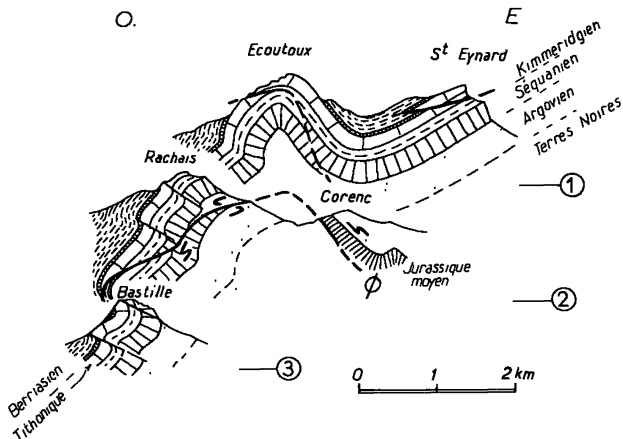 O.
E
Ecoutoux
St Eynard
Kimmeridgien
Séquanien
Argovien
Terres Noires
Rachais
Corenc
1
Jurassique
moyen
Φ
2
Bastille
3
Berriasien
Tithonique
0 1 2 km